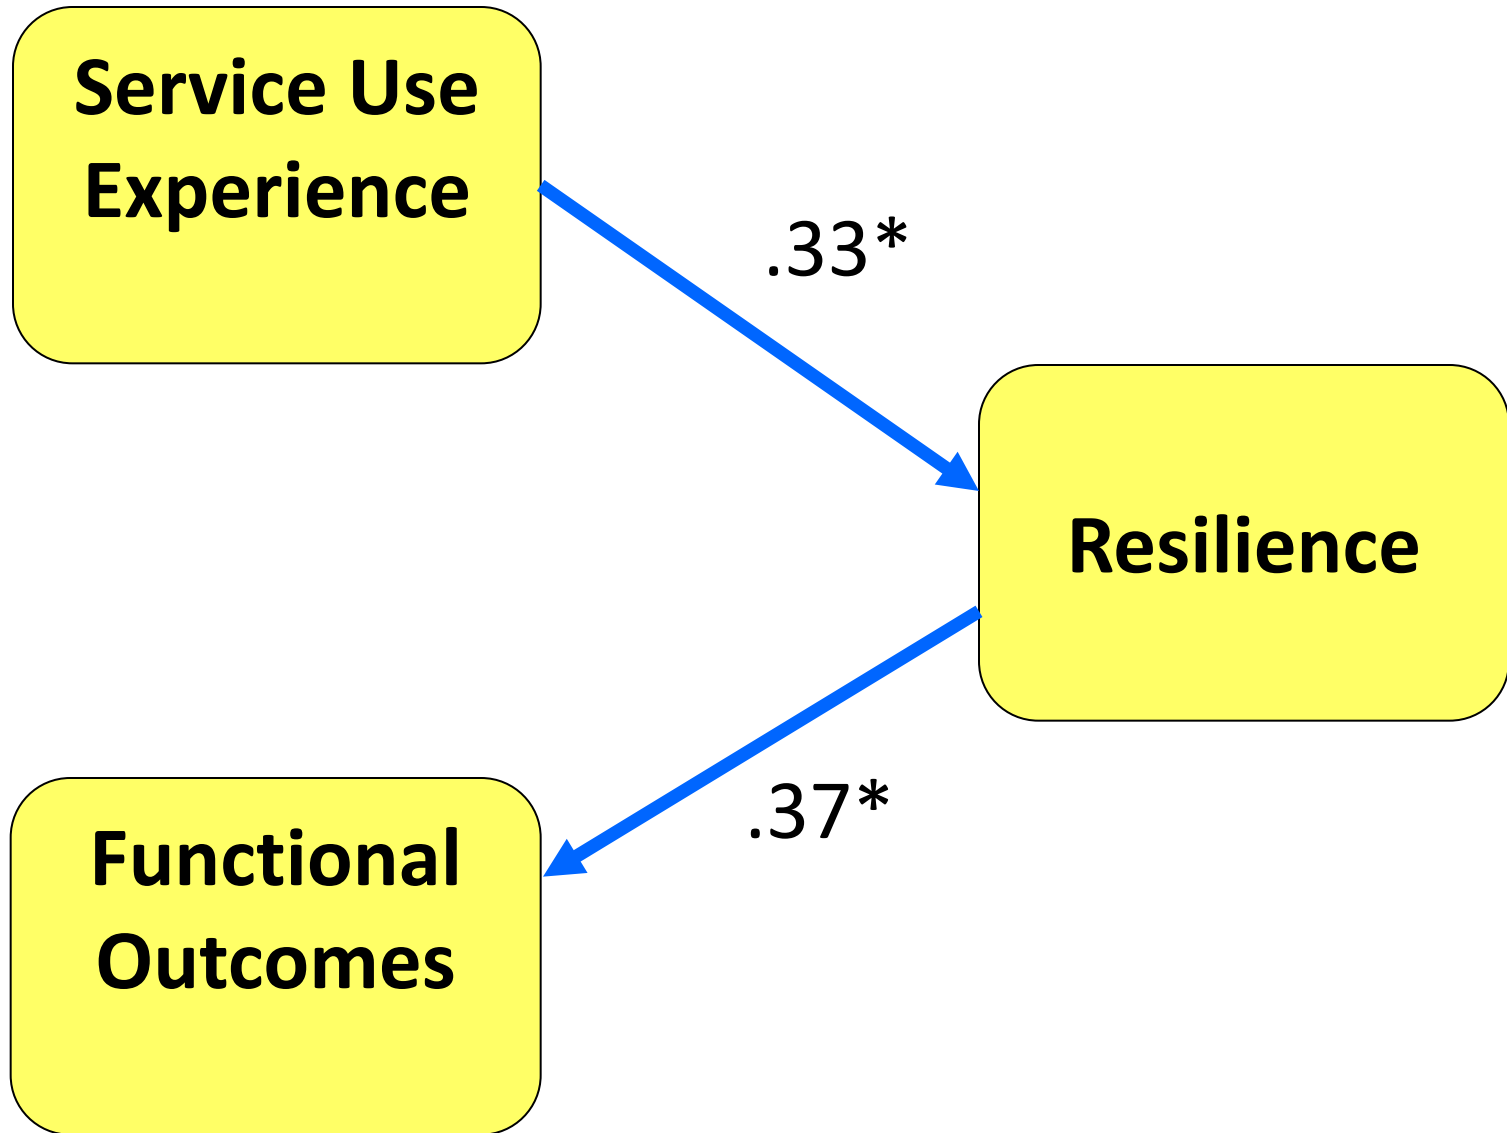 Service Use
Experience
.33*
Resilience
.37*
Functional
Outcomes